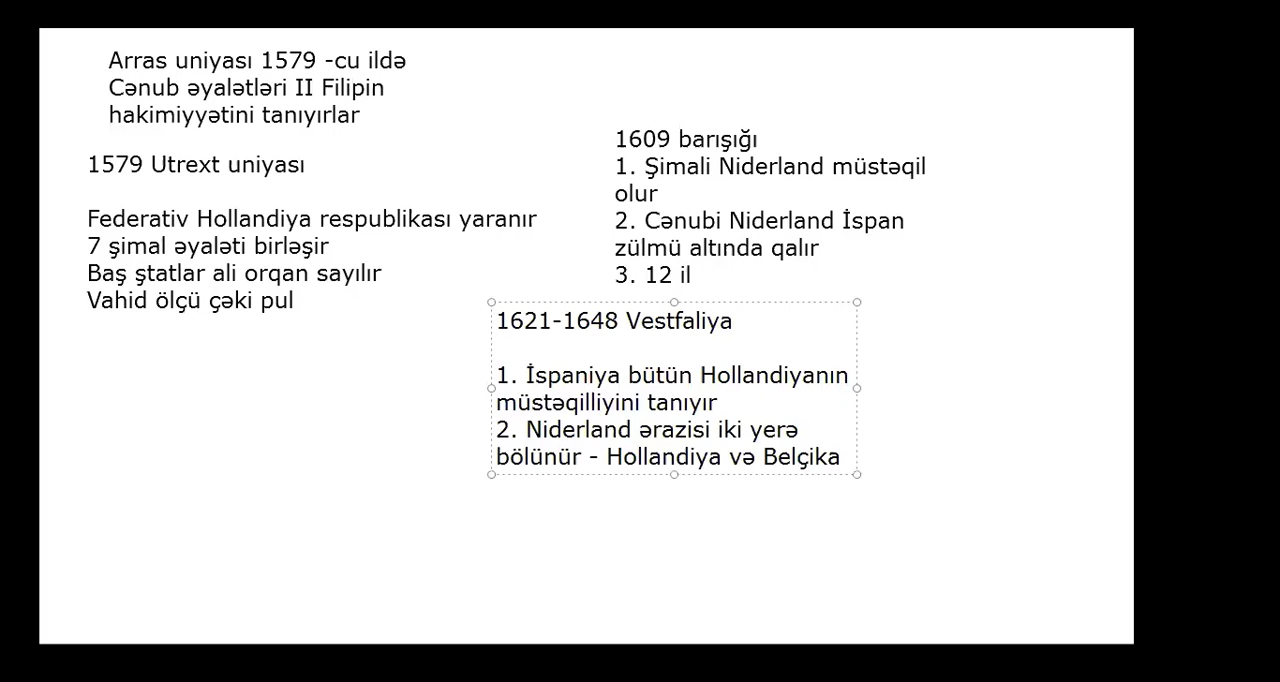 Arras uniyası 1579 -cu ildə
Cənub əyalətləri II Filipin
hakimiyyətini tanıyırlar
1579 Utrext uniyası
Federativ Hollandiya respublikası yaranır
7 şimal əyaləti birləşir
Baş ştatlar ali orqan sayılır
Vahid ölçü çəki pul
1609 barışığı
1. Şimali Niderland müstəqil
olur
2. Cənubi Niderland İspan
zülmü altında qalır
3. 12 il
1621-1648 Vestfaliya
1. İspaniya bütün Hollandiyanın
müstəqilliyini tanıyır
2. Niderland ərazisi iki yerə
bölünür - Hollandiya və Belçika